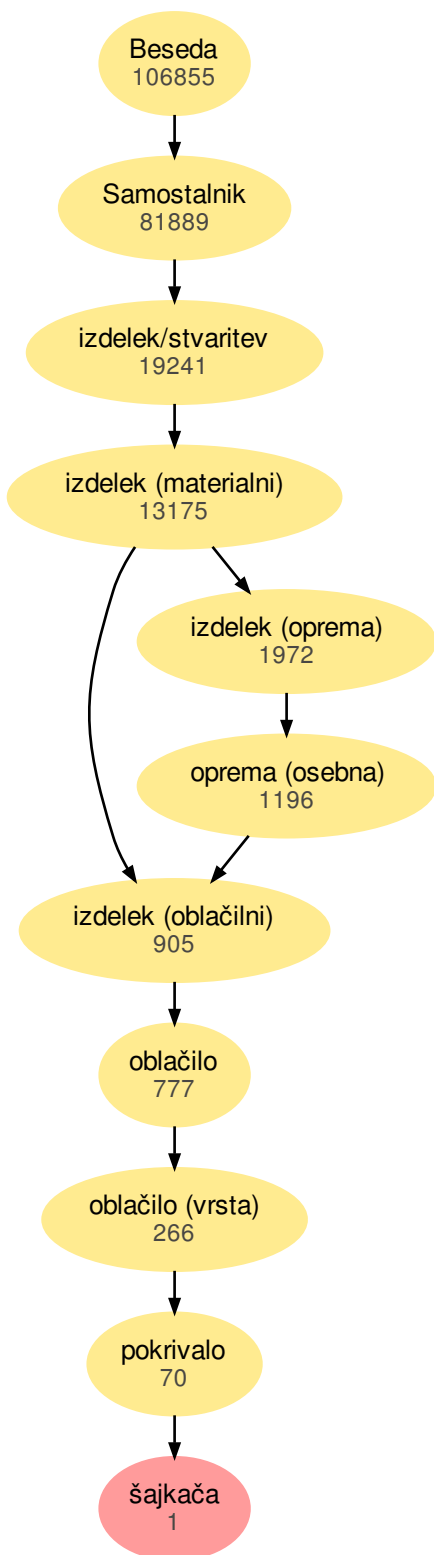 Beseda
106855
Samostalnik
81889
izdelek/stvaritev
19241
izdelek (materialni)
13175
izdelek (oprema)
1972
oprema (osebna)
1196
izdelek (oblačilni)
905
oblačilo
777
oblačilo (vrsta)
266
pokrivalo
70
šajkača
1